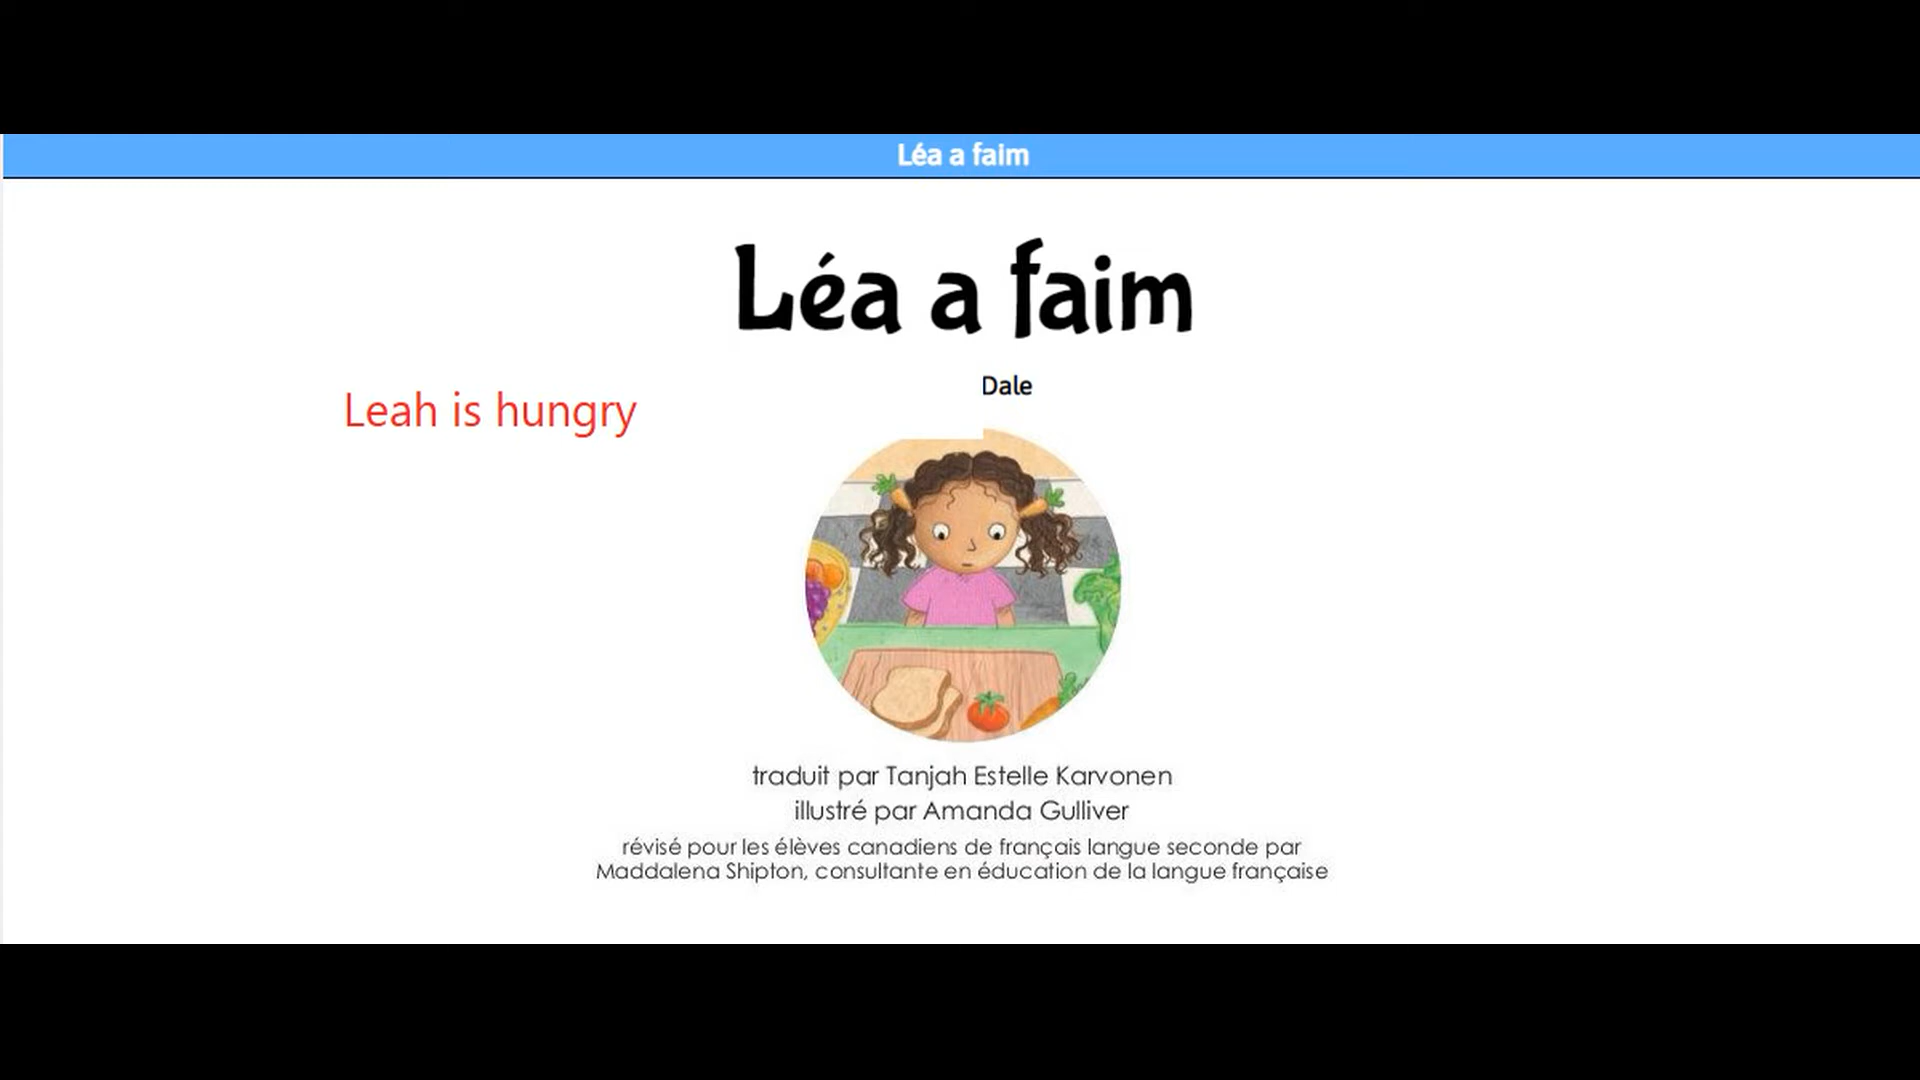 Léa a faim
Léa a faim
Dale
Leah is hungry
traduit par Tanjah Estelle Karvonen
illustré par Amanda Gulliver
révisé pour les élèves canadiens de français langue seconde par
Maddalena Shipton, consultante en éducation de la langue française